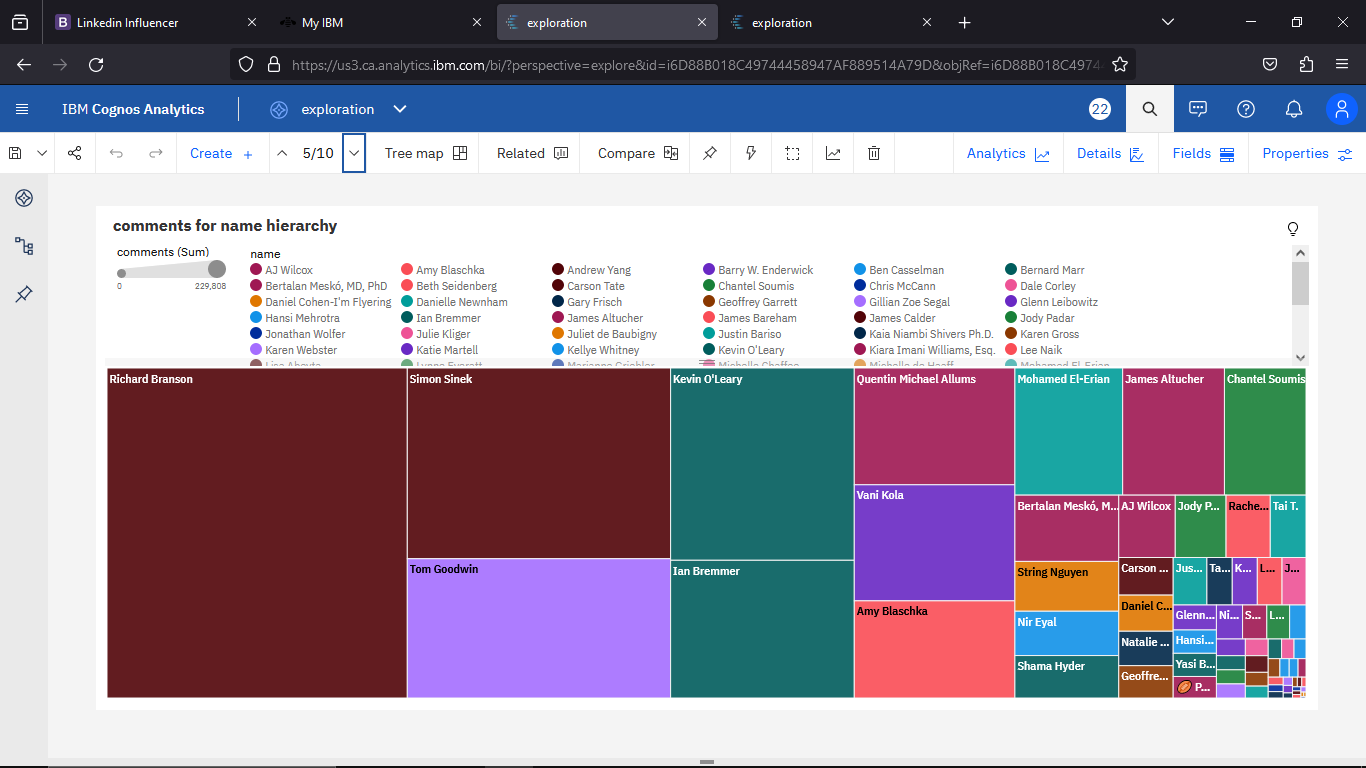 Linkedin Influencer
My IBM
exploration
exploration
https://us3.ca.analytics.ibm.com/bi/?perspective=explore&id=i6D88B018C49744458947AF889514A79D&objRef=i6D88B018C4974
IBM Cognos Analytics
exploration
22
Create +
5/10
Tree map
Related
Compare
Analytics
Details
Fields
Properties
comments for name hierarchy
comments (Sum)
0
229,808
name
AJ Wilcox
Amy Blaschka
Andrew Yang
Barry W. Enderwick
Ben Casselman
Bernard Marr
Bertalan Meskó, MD, PhD
Beth Seidenberg
Carson Tate
Chantel Soumis
Chris McCann
Dale Corley
Daniel Cohen-I'm Flyering
Danielle Newnham
Gary Frisch
Geoffrey Garrett
Gillian Zoe Segal
Glenn Leibowitz
Hansi Mehrotra
Ian Bremmer
James Altucher
James Bareham
James Calder
Jody Padar
Jonathan Wolfer
Julie Kliger
Juliet de Baubigny
Justin Bariso
Kaia Niambi Shivers Ph.D.
Karen Gross
Karen Webster
Katie Martell
Kellye Whitney
Kevin O'Leary
Kiara Imani Williams, Esq.
Lee Naik
Richard Branson
Simon Sinek
Kevin O'Leary
Quentin Michael Allums
Mohamed El-Erian
James Altucher
Chantel Soumis
Vani Kola
Bertalan Meskó, M...
AJ Wilcox
Jody P...
Rache...
Tai T.
Tom Goodwin
Ian Bremmer
String Nguyen
Carson ...
Jus...
Ta...
K...
L...
J...
Amy Blaschka
Daniel C...
Nir Eyal
Glenn...
Ni...
S...
L...
Natalie ...
Hansi...
Shama Hyder
Yasi B...
Geoffre...
P...